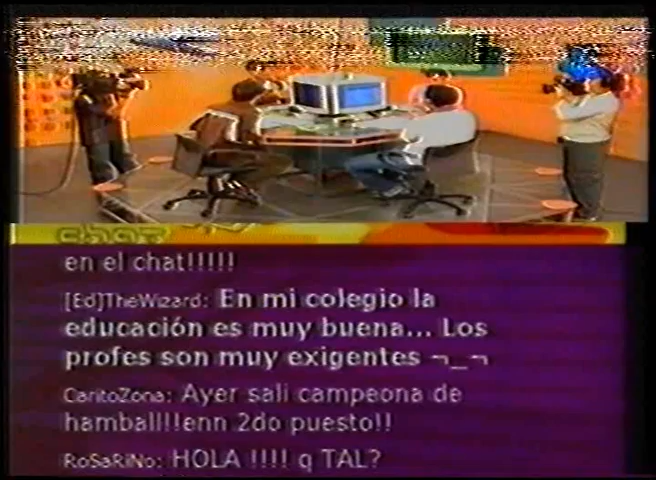 chat
en el chat!!!!!
[Ed]TheWizard: En mi colegio la
educación es muy buena... Los
profes son muy exigentes ¬_¬
CaritoZona: Ayer sali campeona de
hamball!!enn 2do puesto!!
RoSaRiNo: HOLA !!!! q TAL?